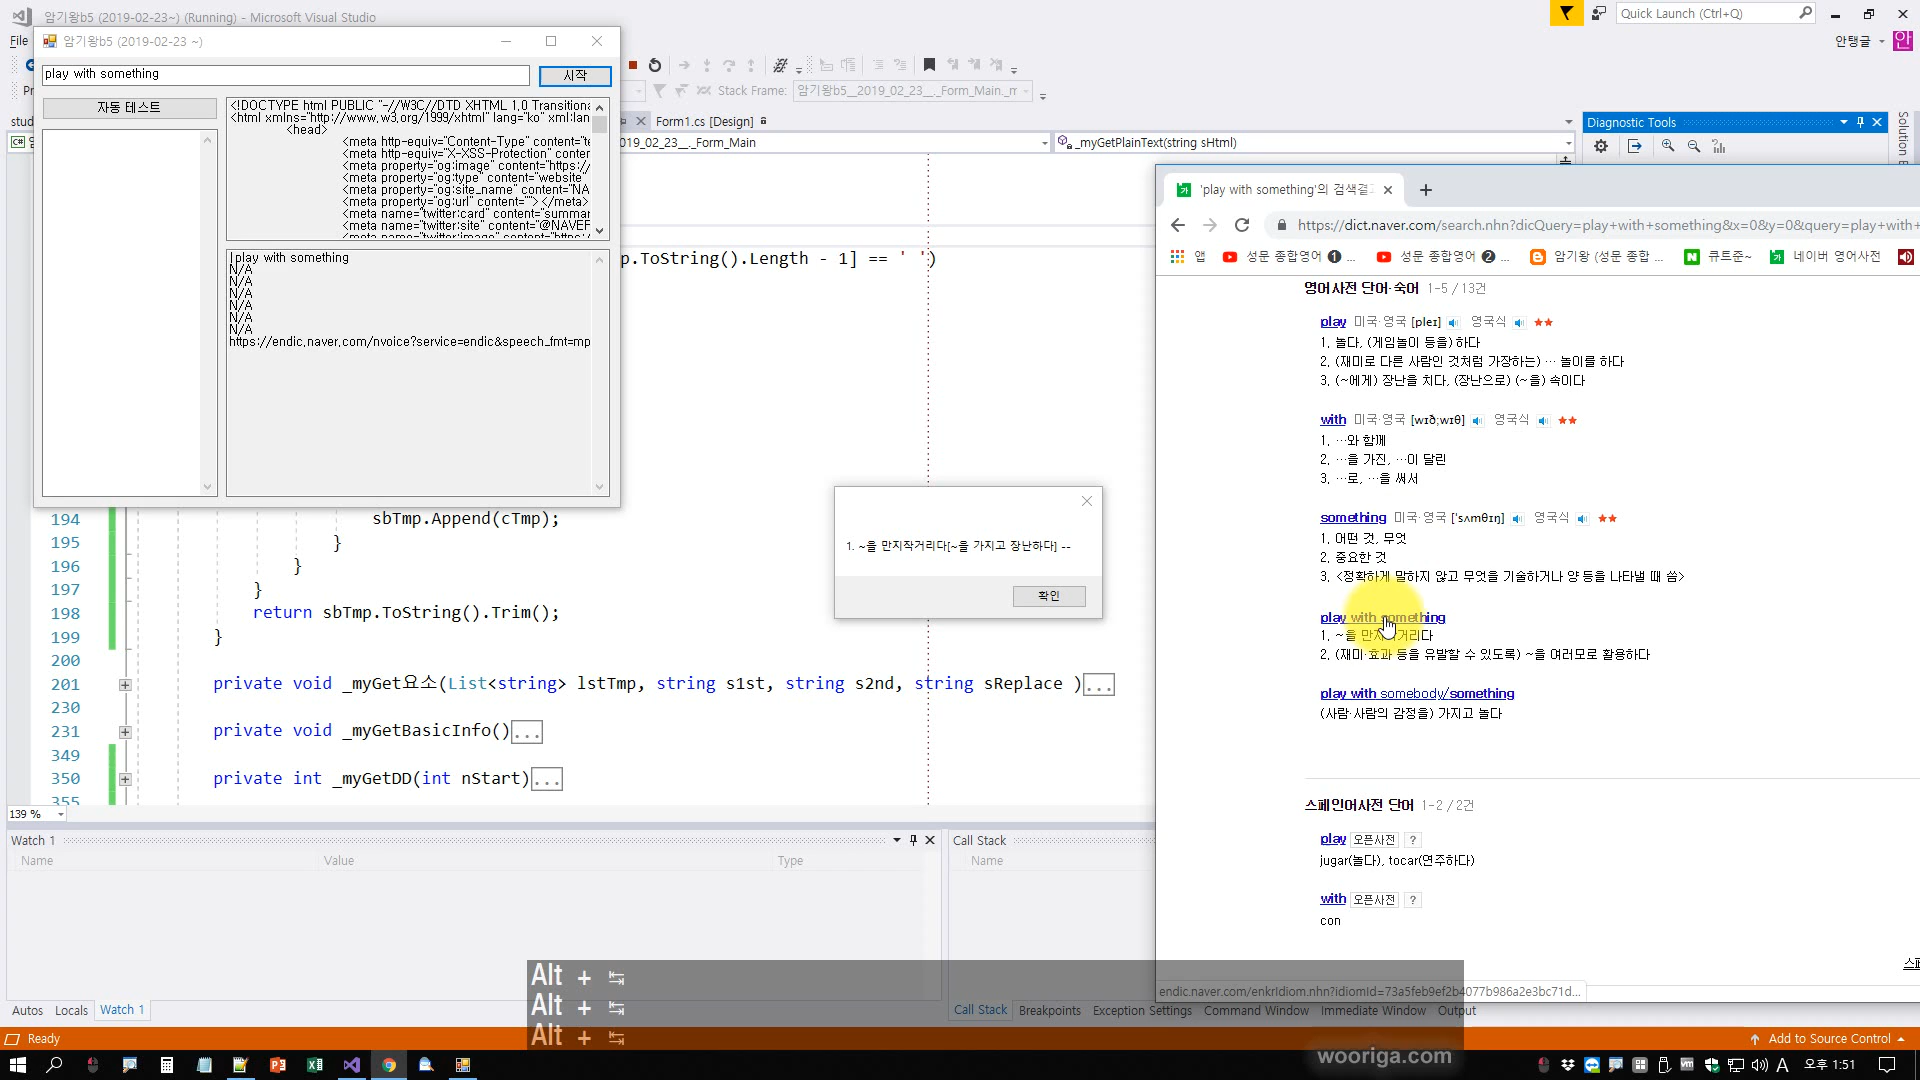 암기왕b5 (2019-02-23~) (Running) - Microsoft Visual Studio
Quick Launch (Ctrl+Q)
File
안탱글
안
암기왕b5 (2019-02-23 ~)
play with something
시작
자동 테스트
<!DOCTYPE html PUBLIC "-//W3C//DTD XHTML 1.0 Transitiona
<html xmlns="http://www.w3.org/1999/xhtml" lang="ko" xml:lan
<head>
<meta http-equiv="Content-Type" content="te
<meta http-equiv="X-XSS-Protection" conter
<meta property="og:image" content="https:/
<meta property="og:type" content="website"
<meta property="og:site_name" content="NA
<meta property="og:url" content=""></meta>
<meta name="twitter:card" content="summar
<meta name="twitter:site" content="@NAVER
<meta name="twitter:image" content="https:/
|play with something
N/A
N/A
N/A
N/A
N/A
N/A
https://endic.naver.com/nvoice?service=endic&speech_fmt=mp
Stack Frame:
암기왕b5__2019_02_23__._Form_Main._m
stud
Form1.cs [Design]
019_02_23__._Form_Main
_myGetPlainText(string sHtml)
p.ToString().Length - 1] == ' ')
194 sbTmp.Append(cTmp);
195 }
196 }
197 }
198 return sbTmp.ToString().Trim();
199 }
200
201 private void _myGet요소(List<string> lstTmp, string s1st, string s2nd, string sReplace )...
230
231 private void _myGetBasicInfo()...
349
350 private int _myGetDD(int nStart)...
355
139 %
1. ~을 만지작거리다[~을 가지고 장난하다] --
확인
Diagnostic Tools
'play with something'의 검색결
https://dict.naver.com/search.nhn?dicQuery=play+with+something&x=0&y=0&query=play+with+
앱
성문 종합영어 ❶ ...
성문 종합영어 ❷ ...
암기왕 (성문 종합 ...
큐트준~
네이버 영어사전
영어사전 단어·숙어 1-5 / 13건
play 미국·영국 [pleɪ] 영국식 ★★
1. 놀다, (게임놀이 등을) 하다
2. (재미로 다른 사람인 것처럼 가장하는) … 놀이를 하다
3. (~에게) 장난을 치다, (장난으로) (~을) 속이다
with 미국·영국 [wɪð;wɪθ] 영국식 ★★
1. …와 함께
2. …을 가진, …이 달린
3. …로, …을 써서
something 미국·영국 ['sʌmθɪŋ] 영국식 ★★
1. 어떤 것, 무엇
2. 중요한 것
3. <정확하게 말하지 않고 무엇을 기술하거나 양 등을 나타낼 때 씀>
play with something
1. ~을 만지작거리다
2. (재미·효과 등을 유발할 수 있도록) ~을 여러모로 활용하다
play with somebody/something
(사람·사람의 감정을) 가지고 놀다
스페인어사전 단어 1-2 / 2건
play 오픈사전 ?
jugar(놀다), tocar(연주하다)
with 오픈사전 ?
con
endic.naver.com/enkrIdiom.nhn?idiomId=73a5feb9ef2b4077b986a2e3bc71d...
Watch 1
Name Value Type
Call Stack
Name
Autos Locals Watch 1
Call Stack Breakpoints Exception Settings Command Window Immediate Window Output
Alt +
Alt +
Alt +
Ready
Add to Source Control
wooriga.com
A
오후 1:51